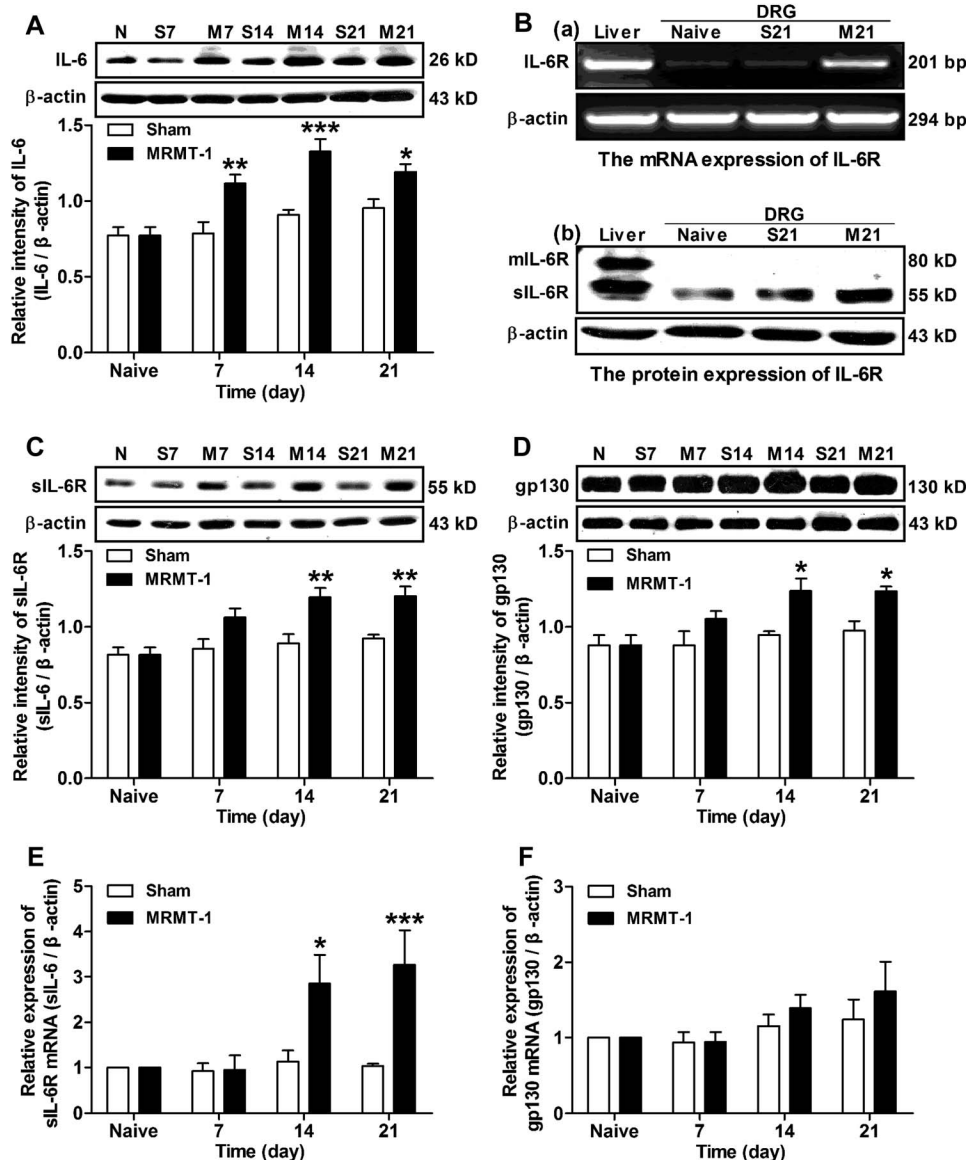 A
N S7 M7 S14 M14 S21 M21
IL-6 26 kD
β-actin 43 kD
Relative intensity of IL-6
(IL-6 / β -actin)
1.5
1.0
0.5
0.0
Sham
MRMT-1
** *** *
Naive 7 14 21
Time (day)
B
(a)
DRG
Liver Naive S21 M21
IL-6R 201 bp
β-actin 294 bp
The mRNA expression of IL-6R
(b)
DRG
Liver Naive S21 M21
mIL-6R 80 kD
sIL-6R 55 kD
β-actin 43 kD
The protein expression of IL-6R
C
N S7 M7 S14 M14 S21 M21
sIL-6R 55 kD
β-actin 43 kD
Relative intensity of sIL-6R
(sIL-6 / β -actin)
1.5
1.0
0.5
0.0
Sham
MRMT-1
** **
Naive 7 14 21
Time (day)
D
N S7 M7 S14 M14 S21 M21
gp130 130 kD
β-actin 43 kD
Relative intensity of gp130
(gp130 / β -actin)
1.5
1.0
0.5
0.0
Sham
MRMT-1
* *
Naive 7 14 21
Time (day)
E
Relative expression of
sIL-6R mRNA (sIL-6 / β -actin)
5
4
3
2
1
0
Sham
MRMT-1
* ***
Naive 7 14 21
Time (day)
F
Relative expression of
gp130 mRNA (gp130 / β -actin)
3
2
1
0
Sham
MRMT-1
Naive 7 14 21
Time (day)